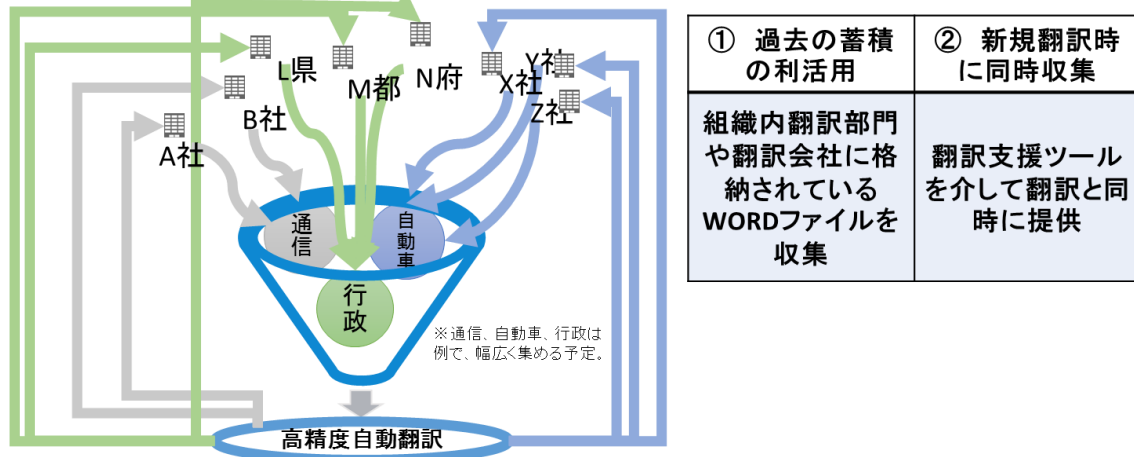 L県
M都
N府
X社
Y社
Z社
B社
A社
通信
自動車
行政
※通信、自動車、行政は
例で、幅広く集める予定。
高精度自動翻訳
① 過去の蓄積
の利活用
② 新規翻訳時
に同時収集
組織内翻訳部門
や翻訳会社に格
納されている
WORDファイルを
収集
翻訳支援ツール
を介して翻訳と同
時に提供